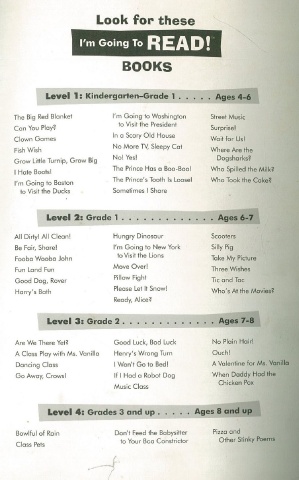 Look for these
I'm Going To READ!
BOOKS
Level 1: Kindergarten–Grade 1 . . . . . Ages 4-6
The Big Red Blanket
Can You Play?
Clown Games
Fish Wish
Grow Little Turnip, Grow Big
I Hate Boots!
I'm Going to Boston
to Visit the Ducks
I'm Going to Washington
to Visit the President
In a Scary Old House
No More TV, Sleepy Cat
No! Yes!
The Prince Has a Boo-Boo!
The Prince's Tooth Is Loose!
Sometimes I Share
Street Music
Surprise!
Wait for Us!
Where Are the
Dogsharks?
Who Spilled the Milk?
Who Took the Cake?
Level 2: Grade 1 . . . . . . . . . . . . . Ages 6-7
All Dirty! All Clean!
Be Fair, Share!
Fooba Wooba John
Fun Land Fun
Good Dog, Rover
Harry's Bath
Hungry Dinosaur
I'm Going to New York
to Visit the Lions
Move Over!
Pillow Fight
Please Let It Snow!
Ready, Alice?
Scooters
Silly Pig
Take My Picture
Three Wishes
Tic and Tac
Who's At the Movies?
Level 3: Grade 2 . . . . . . . . . . . . . Ages 7-8
Are We There Yet?
A Class Play with Ms. Vanilla
Dancing Class
Go Away, Crows!
Good Luck, Bad Luck
Henry's Wrong Turn
I Won't Go to Bed!
If I Had a Robot Dog
Music Class
No Plain Hair!
Ouch!
A Valentine for Ms. Vanilla
When Daddy Had the
Chicken Pox
Level 4: Grades 3 and up . . . . . Ages 8 and up
Bowlful of Rain
Class Pets
Don't Feed the Babysitter
to Your Boa Constrictor
Pizza and
Other Stinky Poems